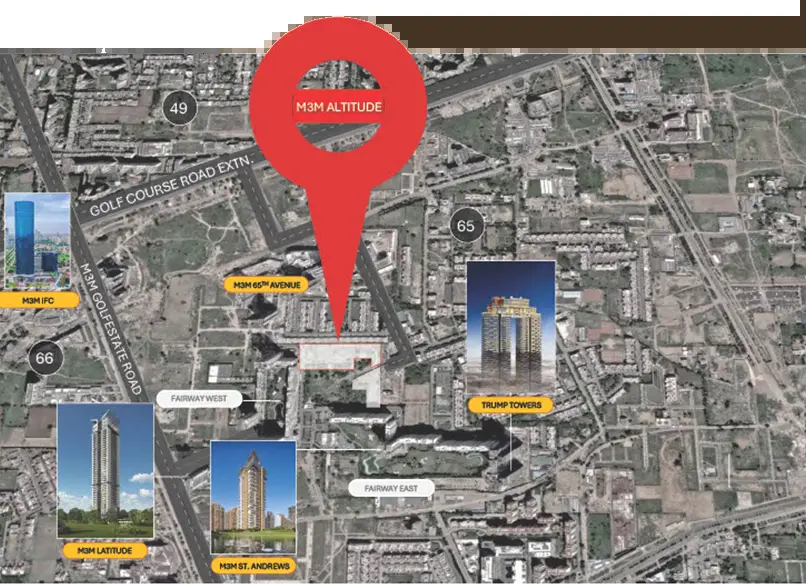 M3M ALTITUDE
49
GOLF COURSE ROAD EXTN.
65
M3M 65TH AVENUE
M3M IFC
M3M GOLFESTATE ROAD
66
FAIRWAY WEST
TRUMP TOWERS
FAIRWAY EAST
M3M LATITUDE
M3M ST. ANDREWS